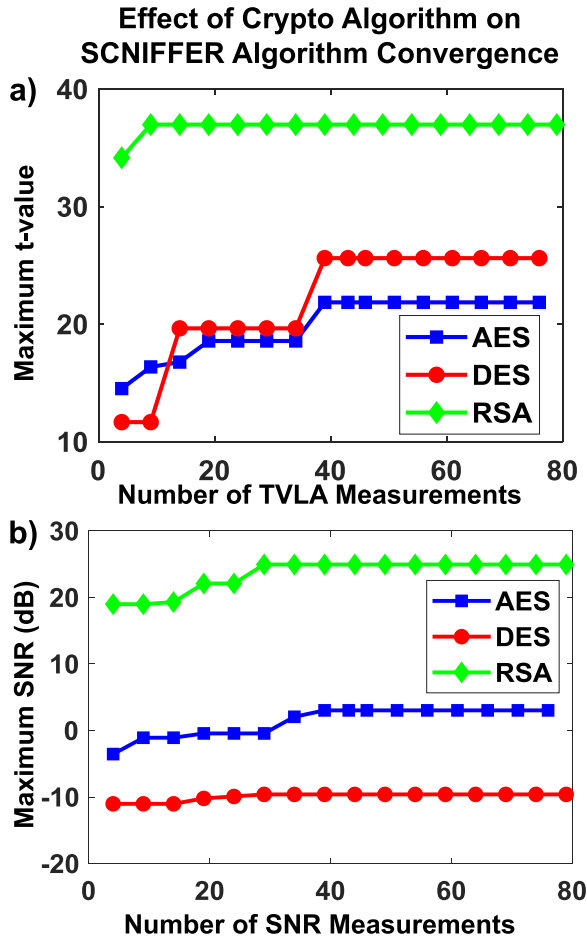 Effect of Crypto Algorithm on
SCNIFFER Algorithm Convergence
a)
40
30
20
10
Maximum t-value
AES
DES
RSA
0 20 40 60 80
Number of TVLA Measurements
b)
30
20
10
0
-10
-20
Maximum SNR (dB)
AES
DES
RSA
0 20 40 60 80
Number of SNR Measurements